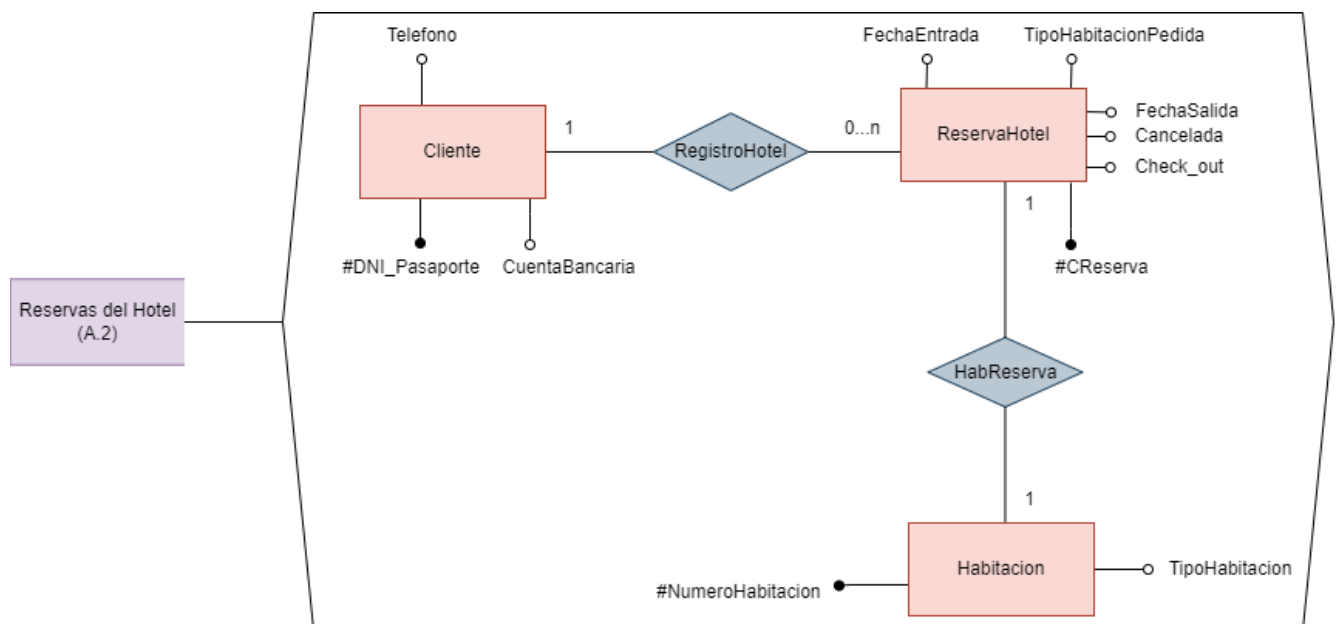 Telefono
FechaEntrada
TipoHabitacionPedida
Cliente
1
RegistroHotel
0...n
ReservaHotel
FechaSalida
Cancelada
Check_out
#DNI_Pasaporte
CuentaBancaria
1
#CReserva
Reservas del Hotel
(A.2)
HabReserva
1
#NumeroHabitacion
Habitacion
TipoHabitacion